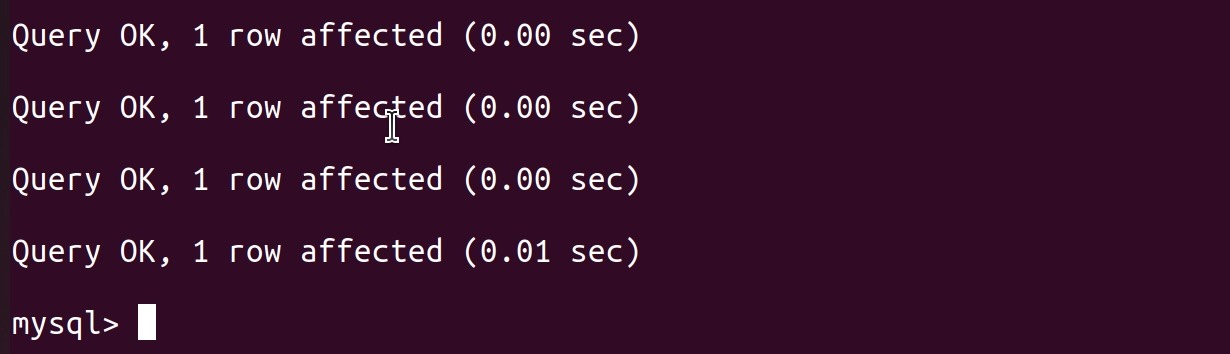 Query OK, 1 row affected (0.00 sec)
Query OK, 1 row affected (0.00 sec)
Query OK, 1 row affected (0.00 sec)
Query OK, 1 row affected (0.01 sec)
mysql>